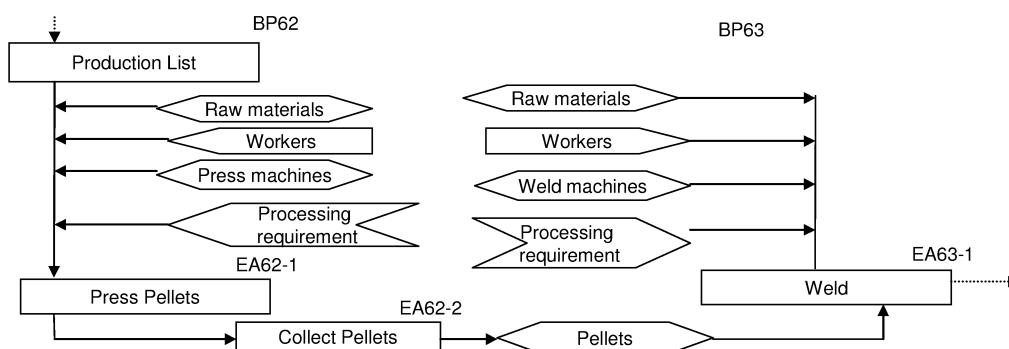 BP62
BP63
Production List
Raw materials
Raw materials
Workers
Workers
Press machines
Weld machines
Processing
requirement
Processing
requirement
EA62-1
EA63-1
Press Pellets
Weld
EA62-2
Collect Pellets
Pellets